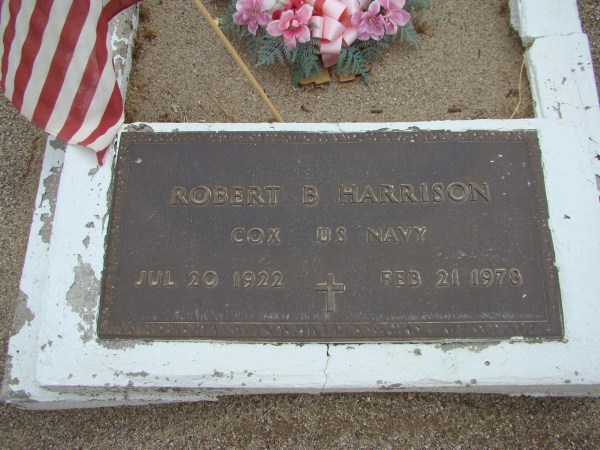 ROBERT B HARRISON
COX US NAVY
JUL 20 1922 FEB 21 1978